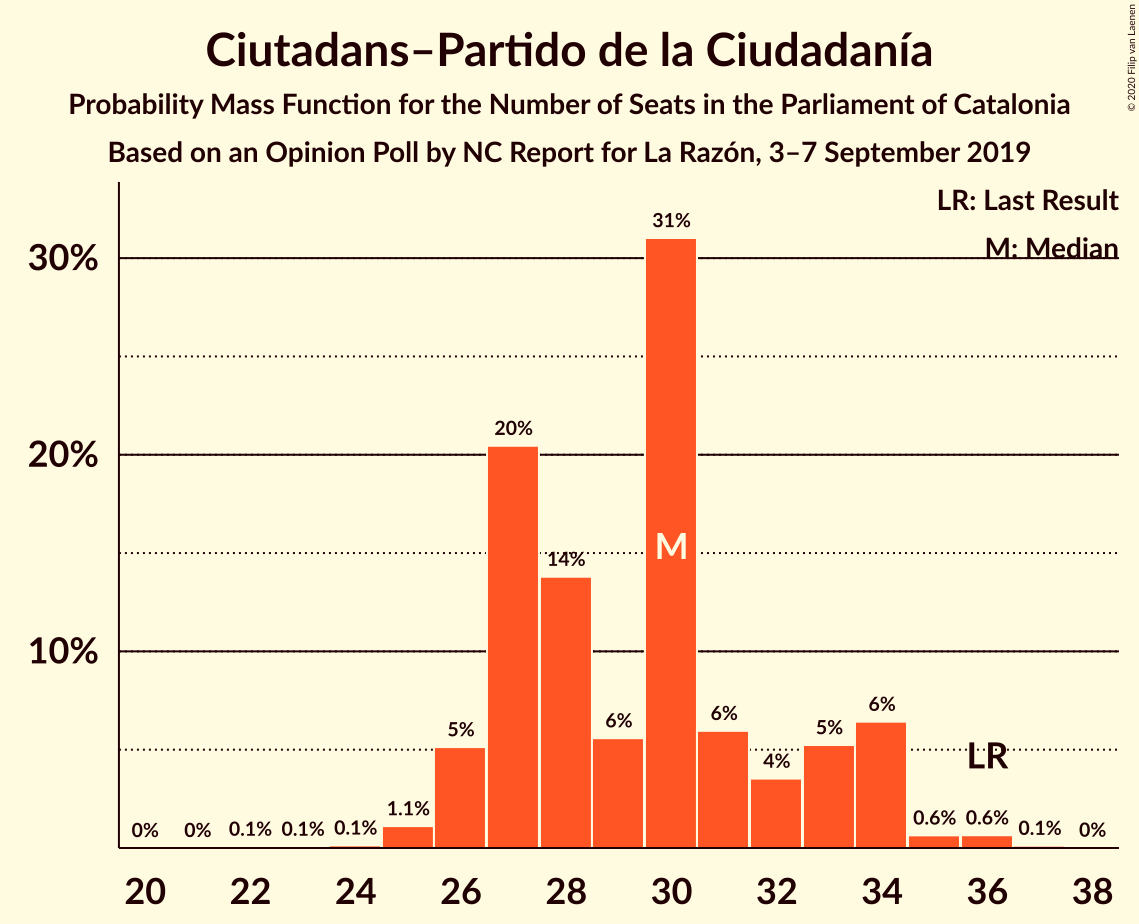 Ciutadans–Partido de la Ciudadanía
Probability Mass Function for the Number of Seats in the Parliament of Catalonia
Based on an Opinion Poll by NC Report for La Razón, 3–7 September 2019
© 2020 Filip van Laenen
LR: Last Result
M: Median
30%
20%
10%
0%
0%
0.1%
0.1%
0.1%
1.1%
5%
20%
14%
6%
31%
6%
4%
5%
6%
0.6%
0.6%
0.1%
0%
M
LR
20 22 24 26 28 30 32 34 36 38